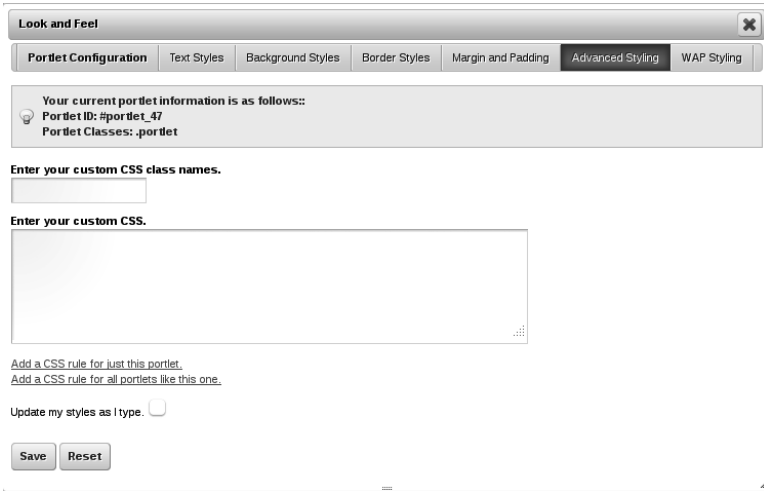 Look and Feel
Portlet Configuration Text Styles Background Styles Border Styles Margin and Padding Advanced Styling WAP Styling
Your current portlet information is as follows::
Portlet ID: #portlet_47
Portlet Classes: .portlet
Enter your custom CSS class names.
Enter your custom CSS.
Add a CSS rule for just this portlet.
Add a CSS rule for all portlets like this one.
Update my styles as I type.
Save Reset